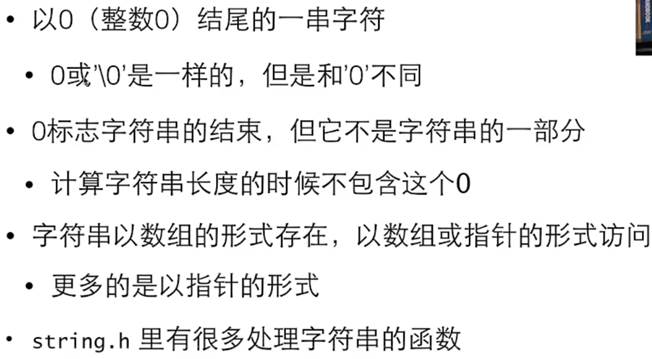 • 以0（整数0）结尾的一串字符
• 0或'\0'是一样的，但是和'0'不同
• 0标志字符串的结束，但它不是字符串的一部分
• 计算字符串长度的时候不包含这个0
• 字符串以数组的形式存在，以数组或指针的形式访问
• 更多的是以指针的形式
• string.h 里有很多处理字符串的函数